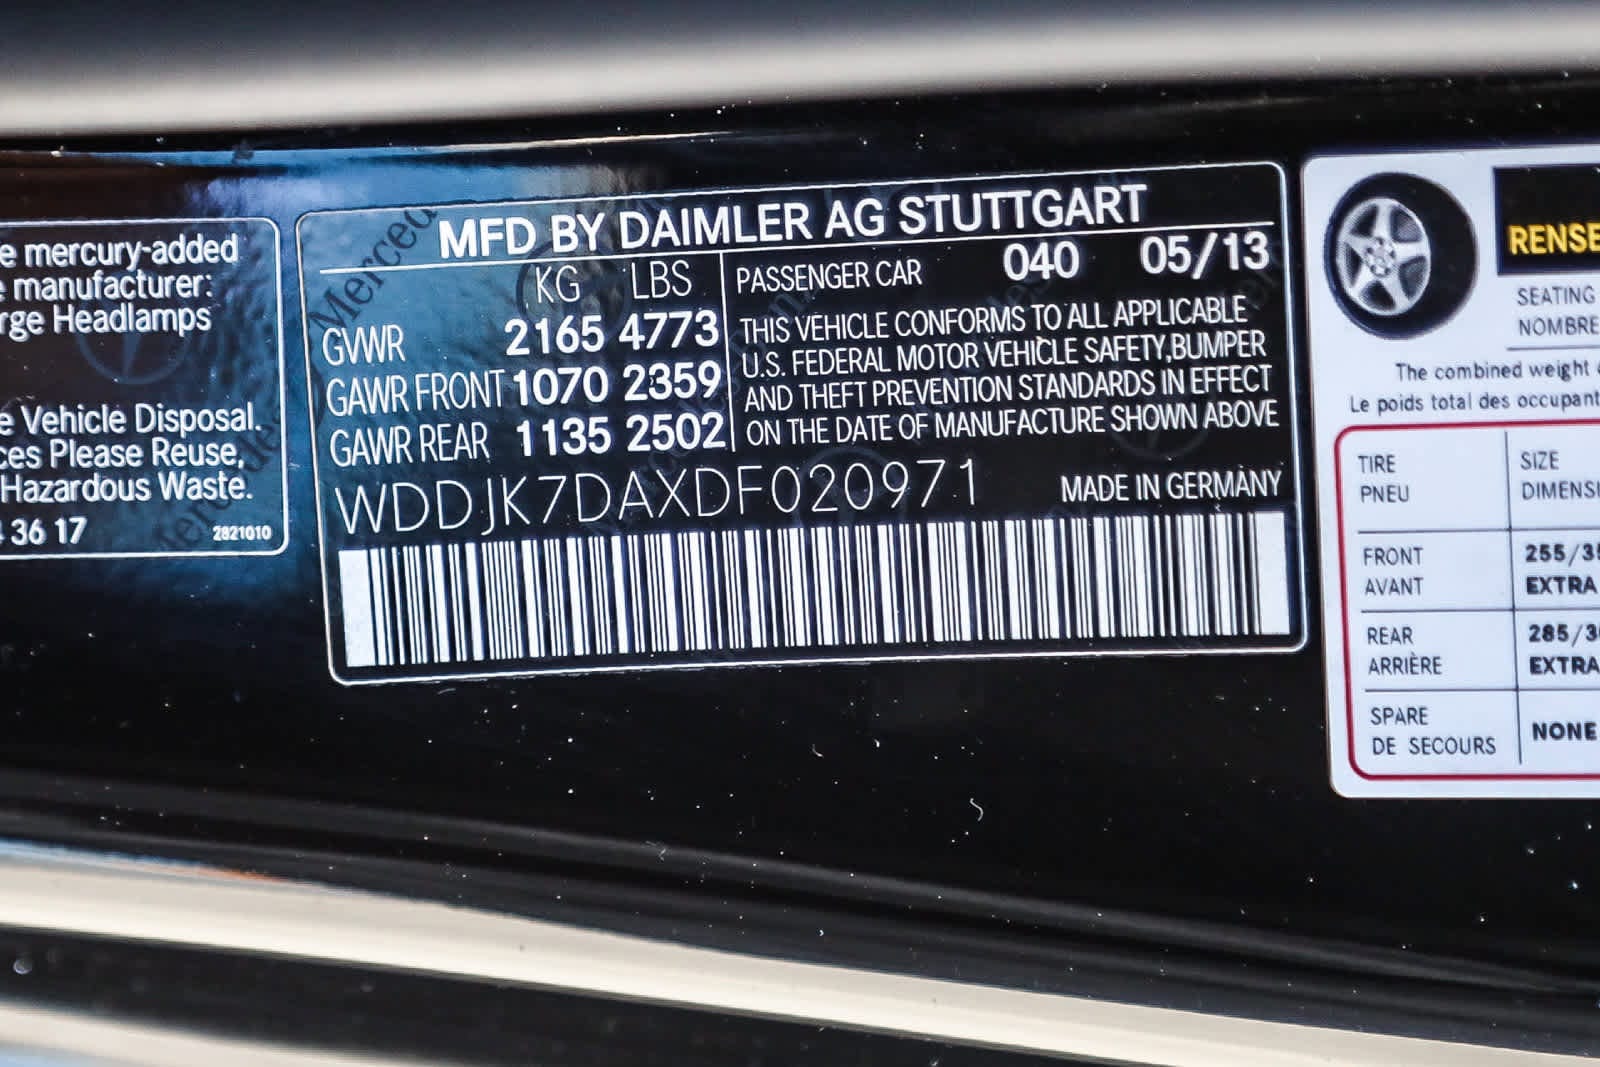 e mercury-added
e manufacturer:
rge Headlamps
e Vehicle Disposal.
ces Please Reuse,
Hazardous Waste.
36 17
2821010
MFD BY DAIMLER AG STUTTGART
KG LBS
GVWR 2165 4773
GAWR FRONT 1070 2359
GAWR REAR 1135 2502
PASSENGER CAR 040 05/13
THIS VEHICLE CONFORMS TO ALL APPLICABLE
U.S. FEDERAL MOTOR VEHICLE SAFETY,BUMPER
AND THEFT PREVENTION STANDARDS IN EFFECT
ON THE DATE OF MANUFACTURE SHOWN ABOVE
WDDJK7DAXDF020971
MADE IN GERMANY
RENSE
SEATING
NOMBRE
The combined weight
Le poids total des occupant
TIRE
PNEU
SIZE
DIMENSI
FRONT
AVANT
255/35
EXTRA
REAR
ARRIÈRE
285/30
EXTRA
SPARE
DE SECOURS
NONE